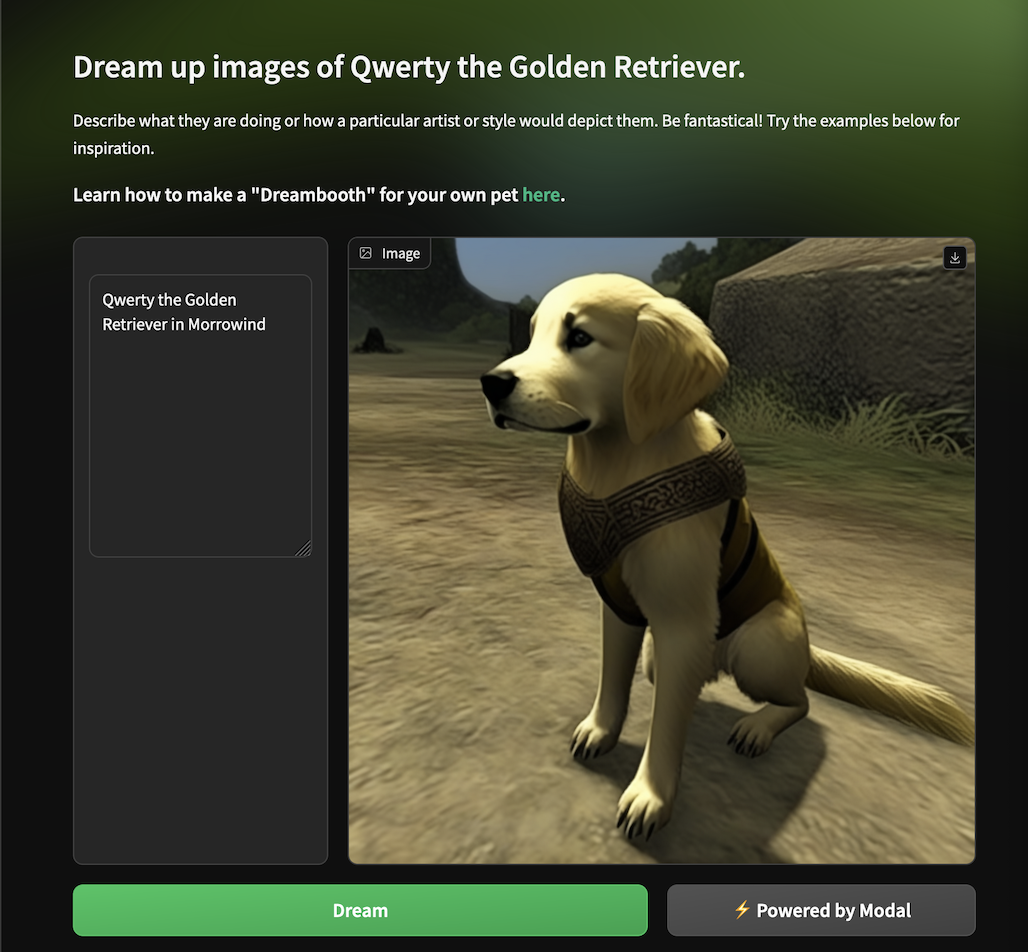 Dream up images of Qwerty the Golden Retriever.
Describe what they are doing or how a particular artist or style would depict them. Be fantastical! Try the examples below for
inspiration.
Learn how to make a "Dreambooth" for your own pet here.
Image
Qwerty the Golden
Retriever in Morrowind
Dream
⚡ Powered by Modal